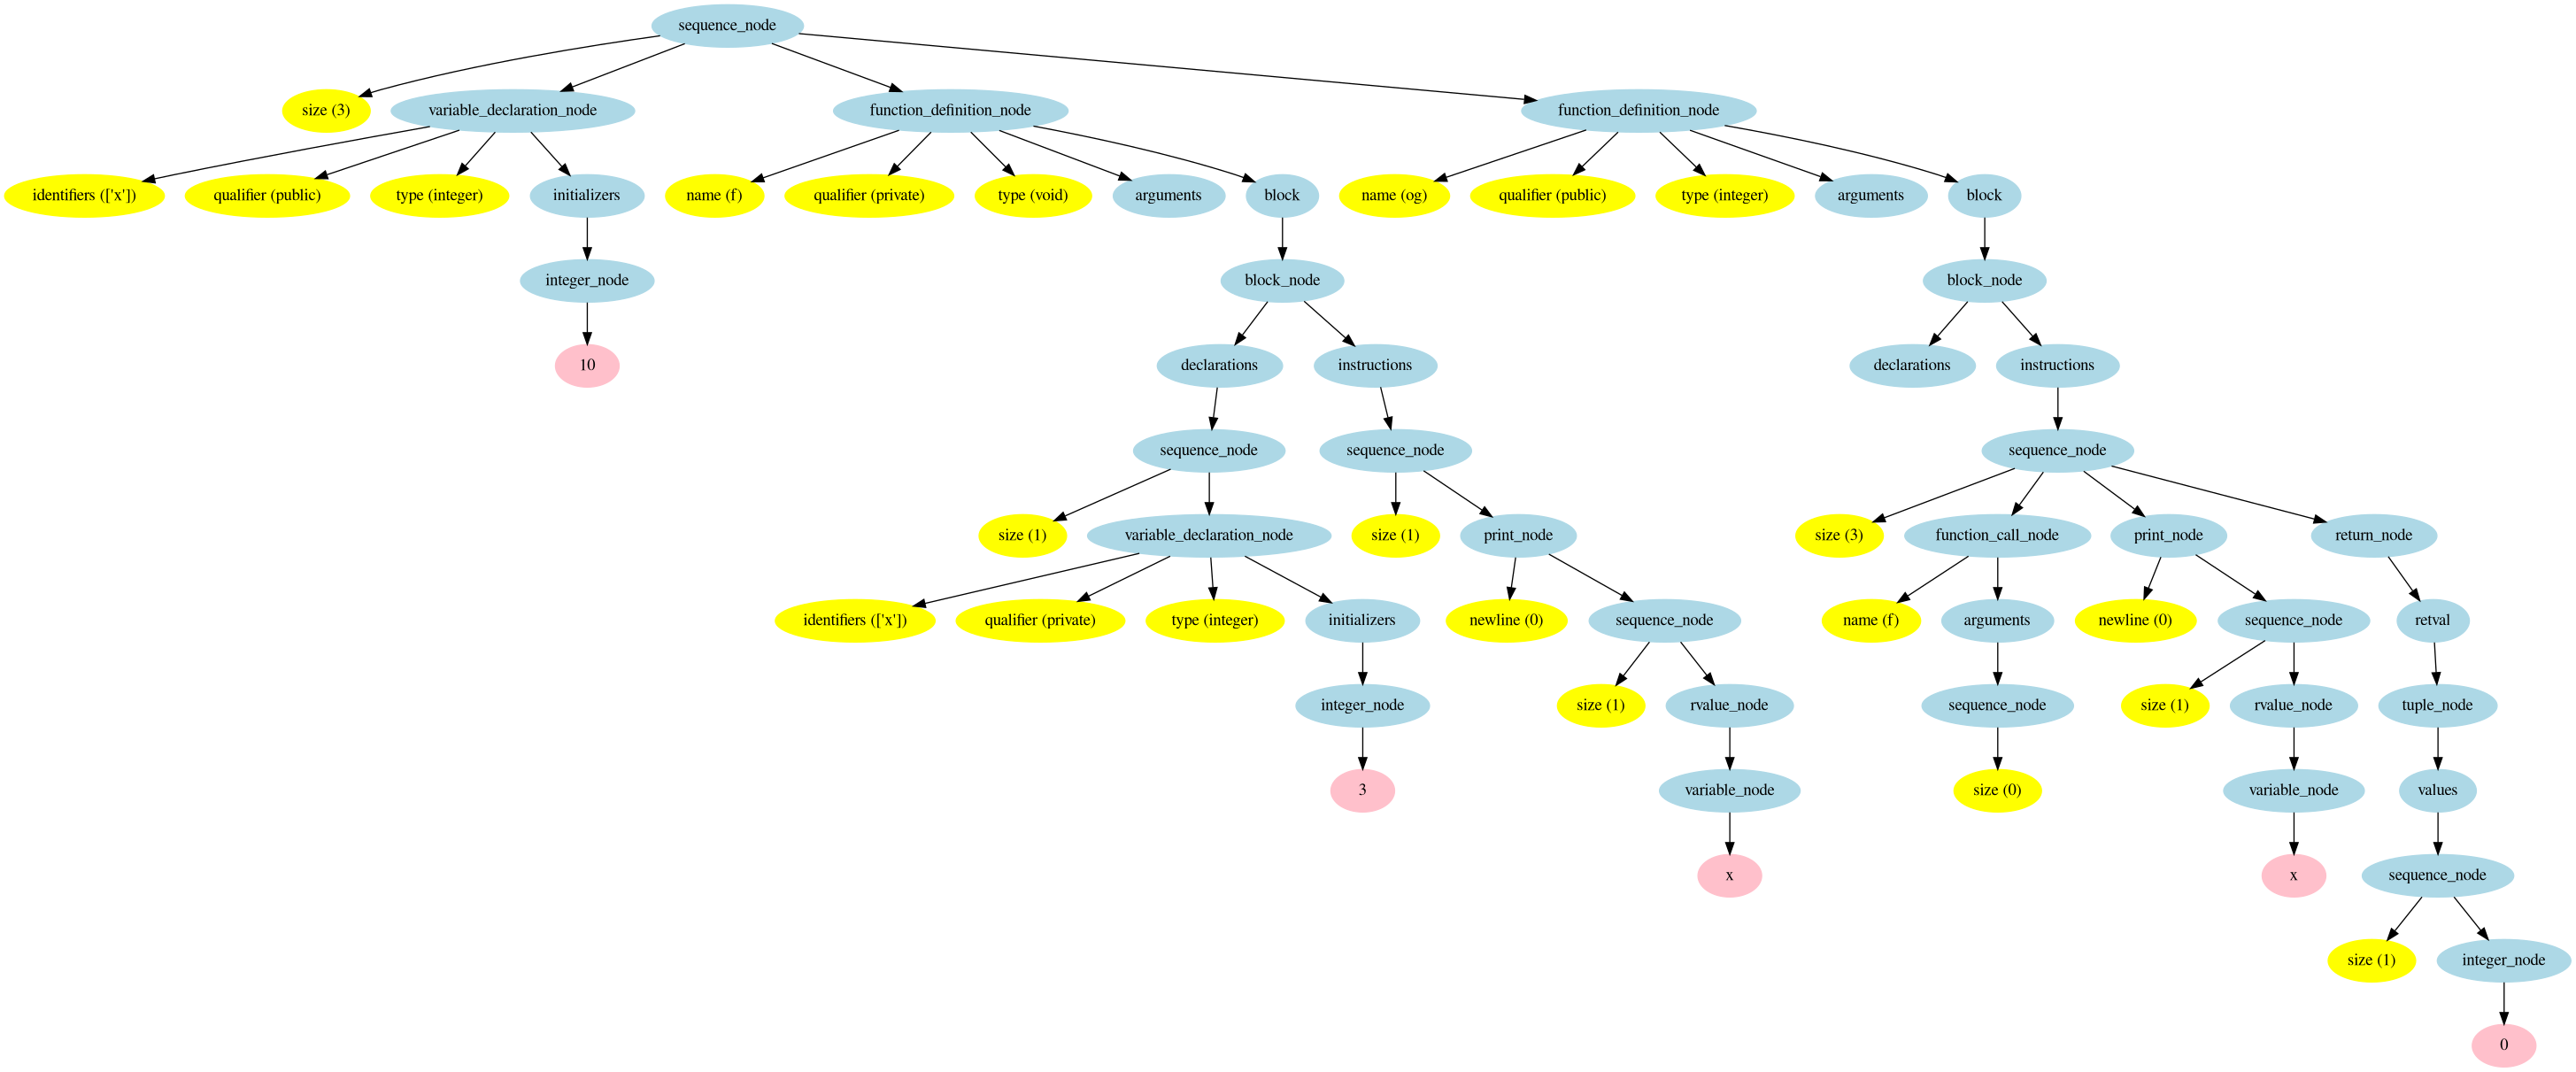 sequence_node
size (3)
variable_declaration_node
function_definition_node
function_definition_node
identifiers (['x'])
qualifier (public)
type (integer)
initializers
name (f)
qualifier (private)
type (void)
arguments
block
name (og)
qualifier (public)
type (integer)
arguments
block
integer_node
block_node
block_node
10
declarations
instructions
declarations
instructions
sequence_node
sequence_node
sequence_node
size (1)
variable_declaration_node
size (1)
print_node
size (3)
function_call_node
print_node
return_node
identifiers (['x'])
qualifier (private)
type (integer)
initializers
newline (0)
sequence_node
name (f)
arguments
newline (0)
sequence_node
retval
integer_node
size (1)
rvalue_node
sequence_node
size (1)
rvalue_node
tuple_node
3
variable_node
size (0)
variable_node
values
x
x
sequence_node
size (1)
integer_node
0